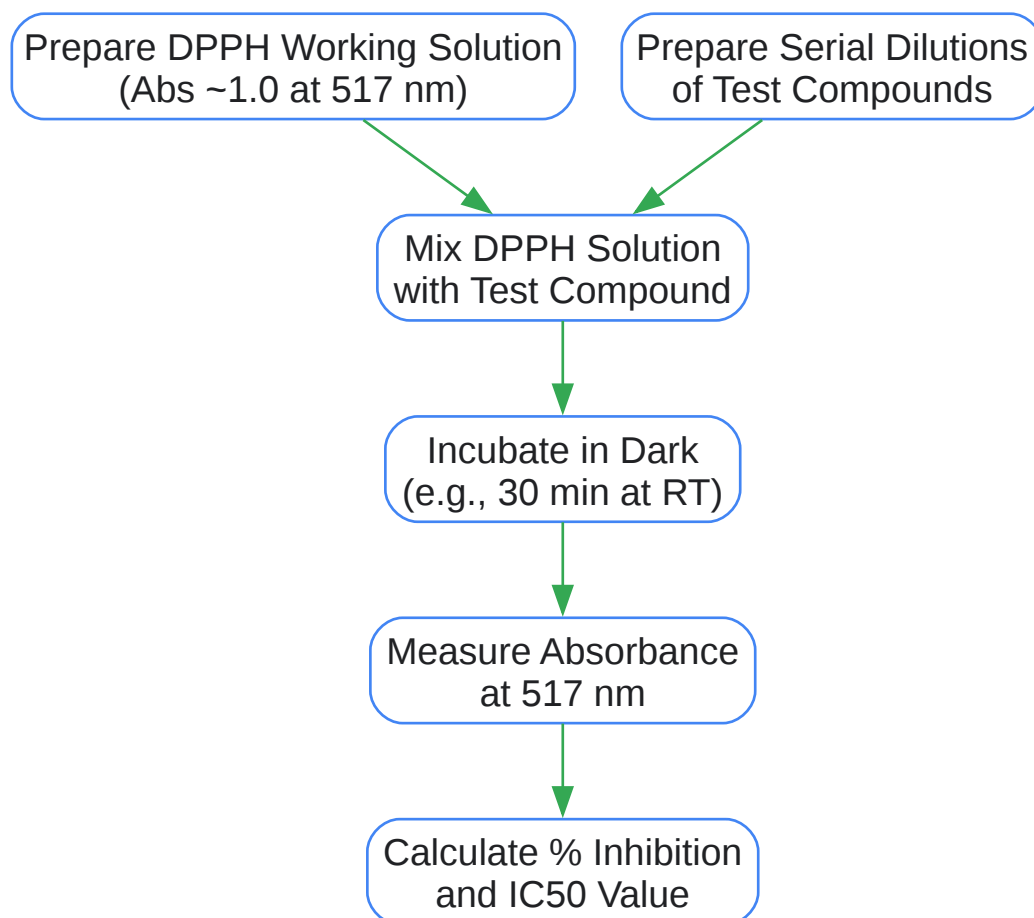 Prepare DPPH Working Solution
(Abs ~1.0 at 517 nm)
Prepare Serial Dilutions
of Test Compounds
Mix DPPH Solution
with Test Compound
Incubate in Dark
(e.g., 30 min at RT)
Measure Absorbance
at 517 nm
Calculate % Inhibition
and IC50 Value